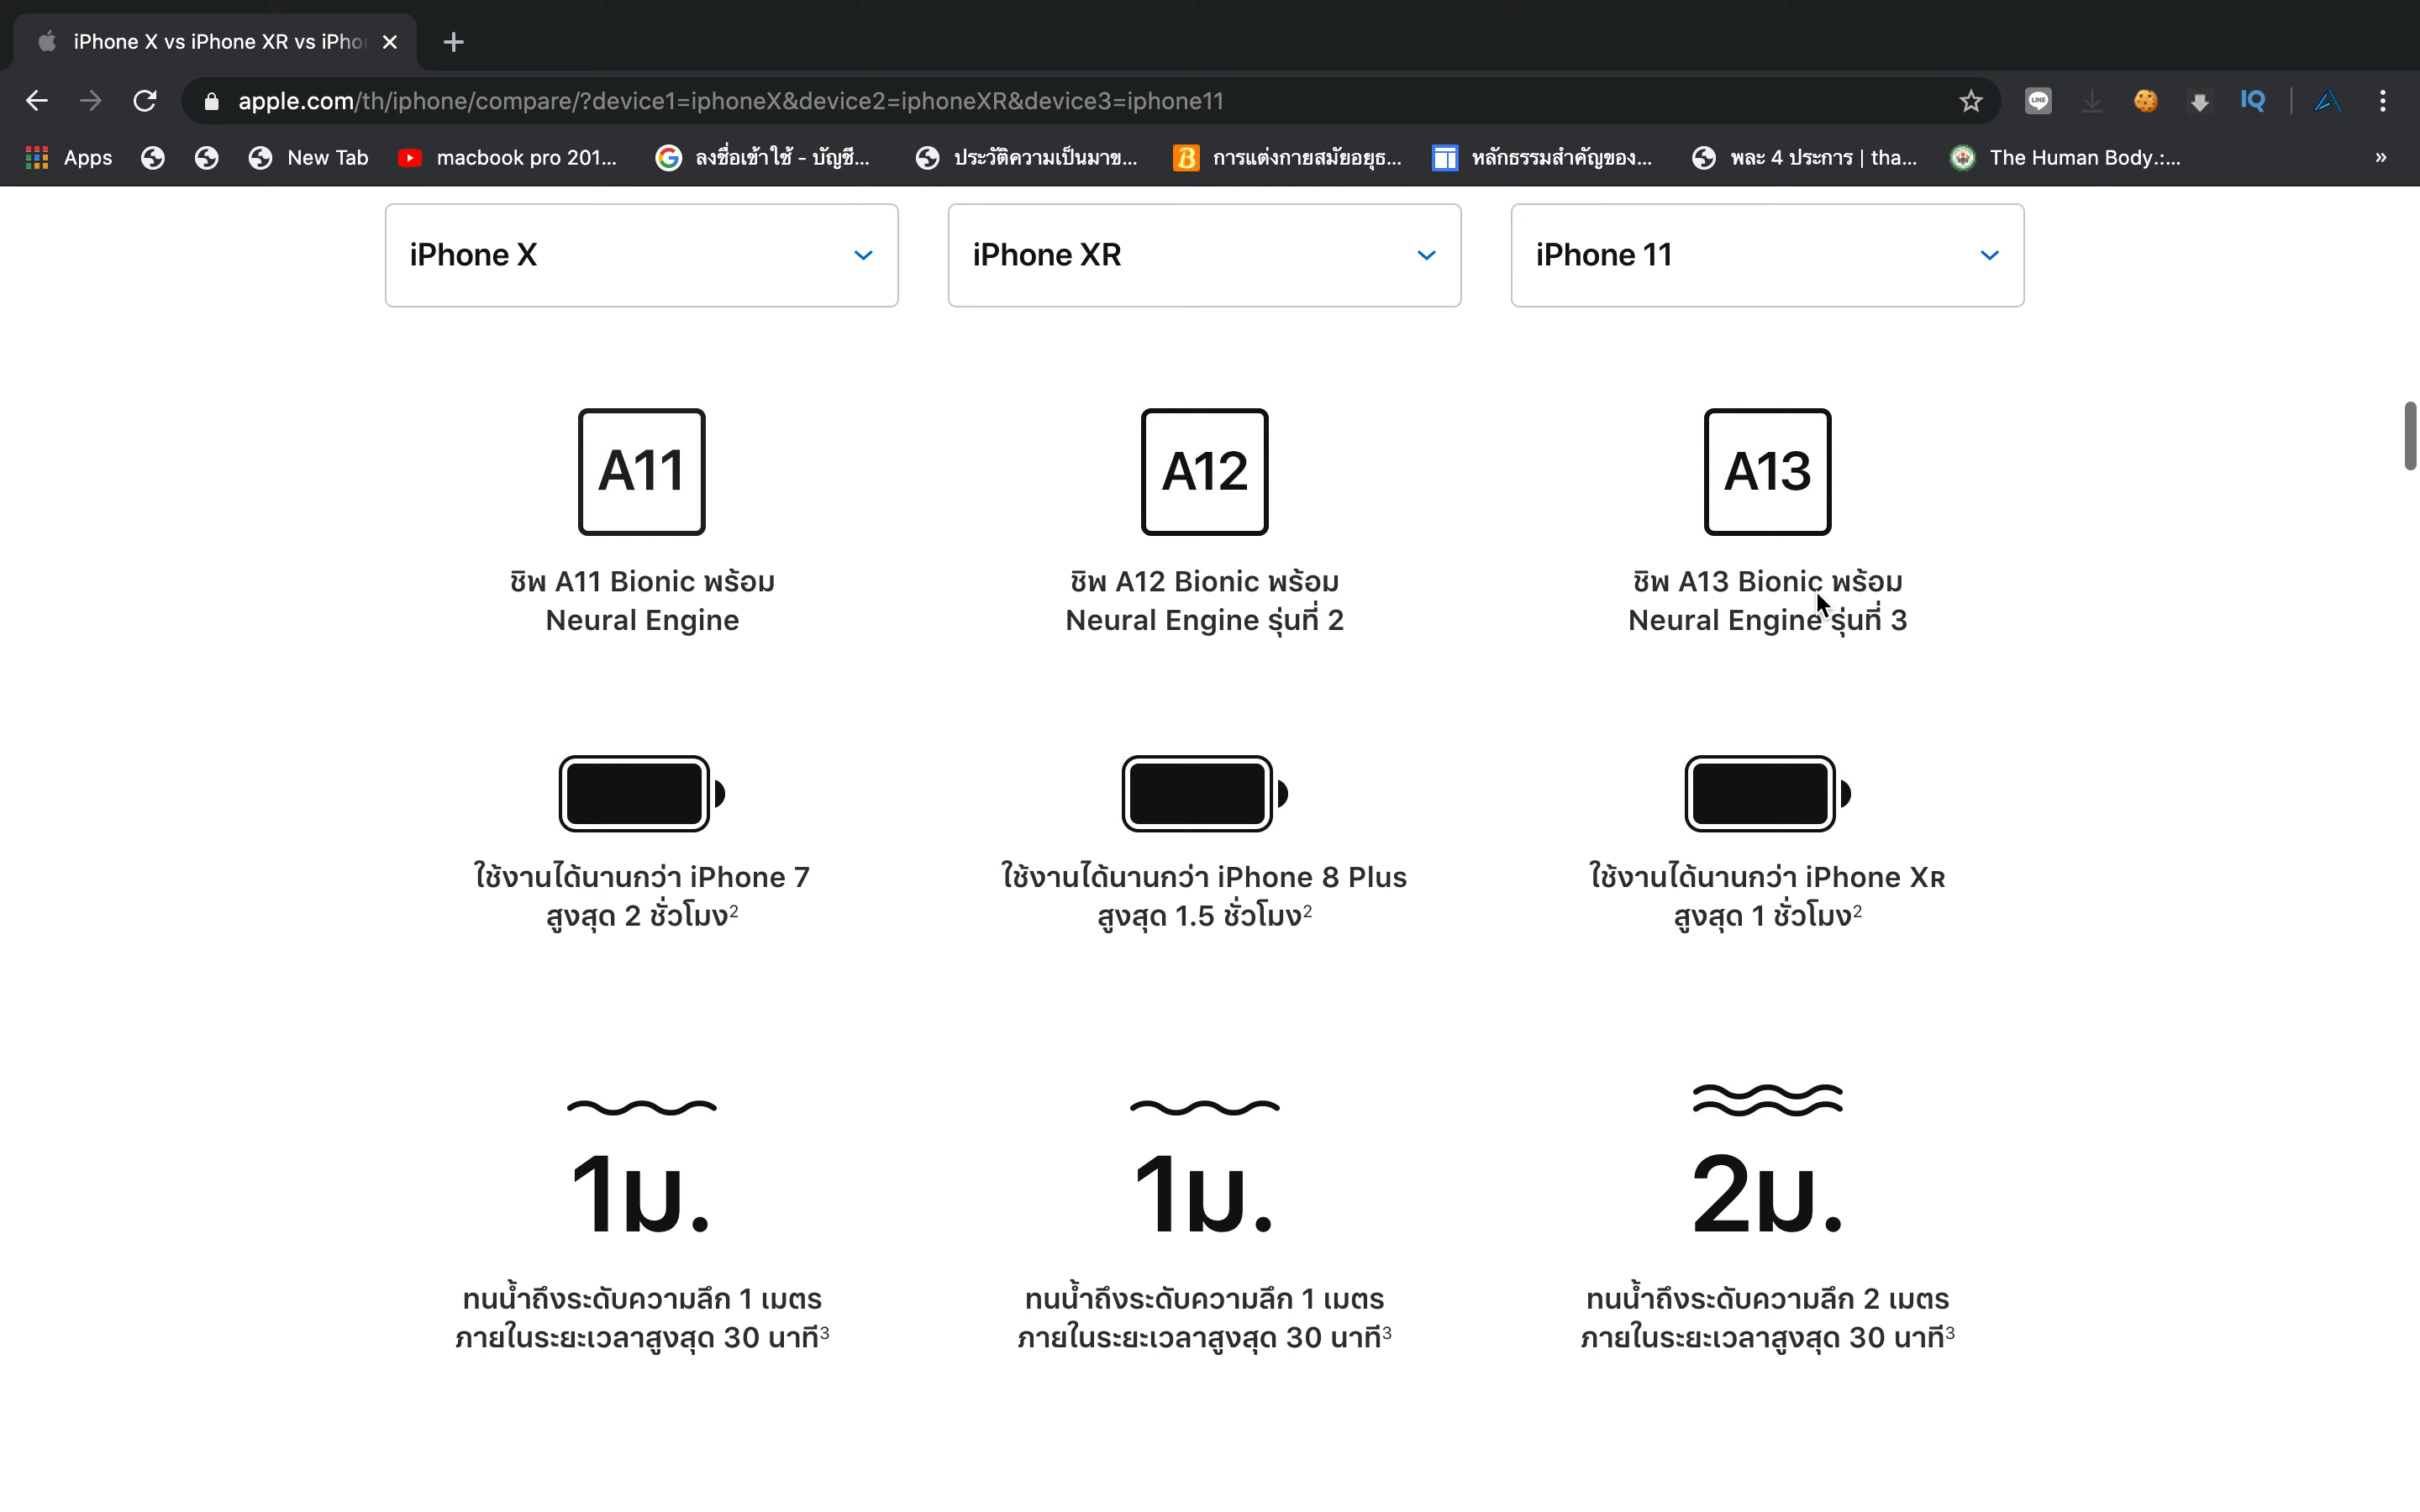 iPhone X vs iPhone XR vs iPho
apple.com/th/iphone/compare/?device1=iphoneX&device2=iphoneXR&device3=iphone11
IQ
Apps
New Tab
macbook pro 201...
ลงชื่อเข้าใช้ - บัญชี...
ประวัติความเป็นมาข...
การแต่งกายสมัยอยุธ...
หลักธรรมสำคัญของ...
พละ 4 ประการ | tha...
The Human Body.:...
»
iPhone X
iPhone XR
iPhone 11
A11
A12
A13
ชิพ A11 Bionic พร้อม
Neural Engine
ชิพ A12 Bionic พร้อม
Neural Engine รุ่นที่ 2
ชิพ A13 Bionic พร้อม
Neural Engine รุ่นที่ 3
ใช้งานได้นานกว่า iPhone 7
สูงสุด 2 ชั่วโมง²
ใช้งานได้นานกว่า iPhone 8 Plus
สูงสุด 1.5 ชั่วโมง²
ใช้งานได้นานกว่า iPhone XR
สูงสุด 1 ชั่วโมง²
1ม.
1ม.
2ม.
ทนน้ำถึงระดับความลึก 1 เมตร
ภายในระยะเวลาสูงสุด 30 นาที³
ทนน้ำถึงระดับความลึก 1 เมตร
ภายในระยะเวลาสูงสุด 30 นาที³
ทนน้ำถึงระดับความลึก 2 เมตร
ภายในระยะเวลาสูงสุด 30 นาที³